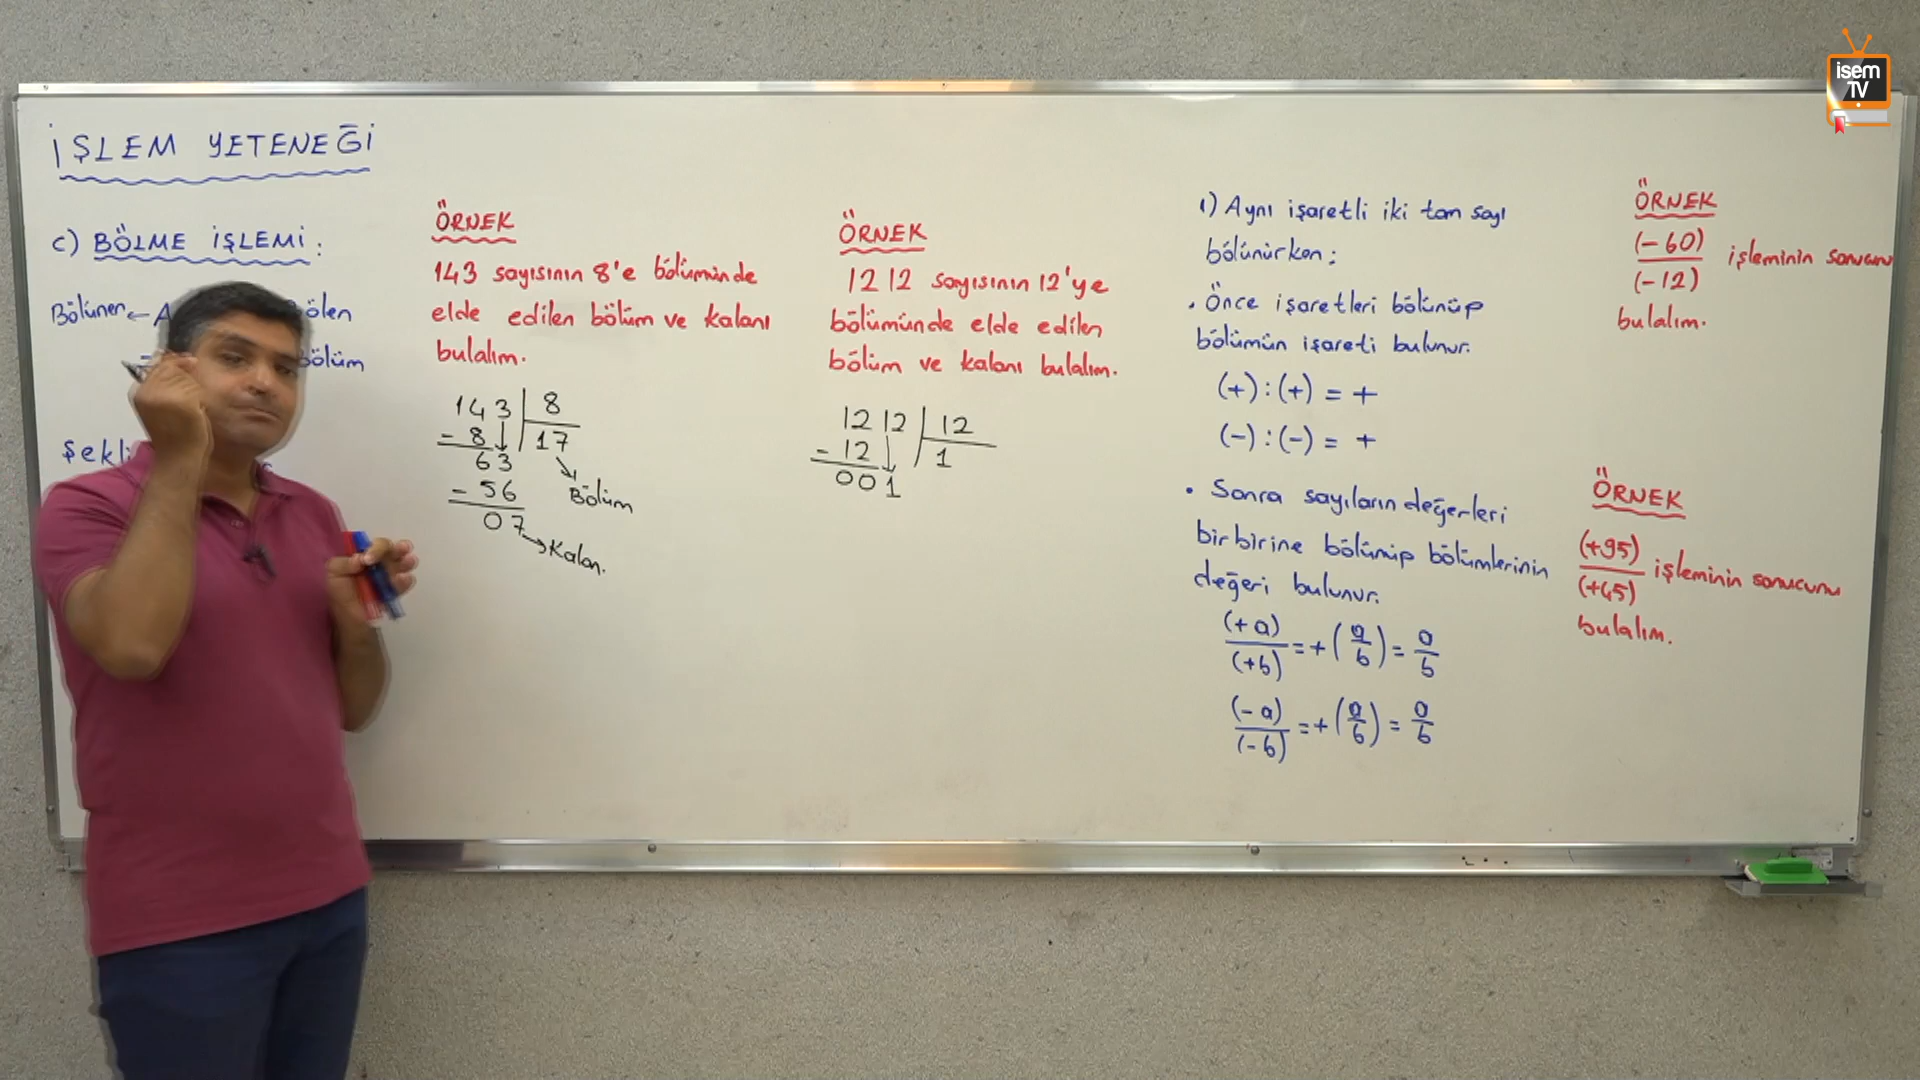 isem
TV
İŞLEM YETENEĞİ
c) BÖLME İŞLEMİ:
Bölünen ← A
ölen
bölüm
Şekli
ÖRNEK
143 sayısının 8'e bölümünde
elde edilen bölüm ve kalanı
bulalım.
143 | 8
- 8 17
63
- 56 Bölüm
07
Kalan.
ÖRNEK
1212 sayısının 12'ye
bölümünde elde edilen
bölüm ve kalanı bulalım.
1212 | 12
- 12 1
001
1) Aynı işaretli iki tam sayı
bölünürken;
. Önce işaretleri bölünüp
bölümün işareti bulunur.
(+) : (+) = +
(-) : (-) = +
• Sonra sayıların değerleri
birbirine bölünüp bölümlerinin
değeri bulunur.
(+a)/(+b) = + (a/b) = a/b
(-a)/(-b) = + (a/b) = a/b
ÖRNEK
(-60)/(-12) işleminin sonucunu
bulalım.
ÖRNEK
(+95)/(+45) işleminin sonucunu
bulalım.